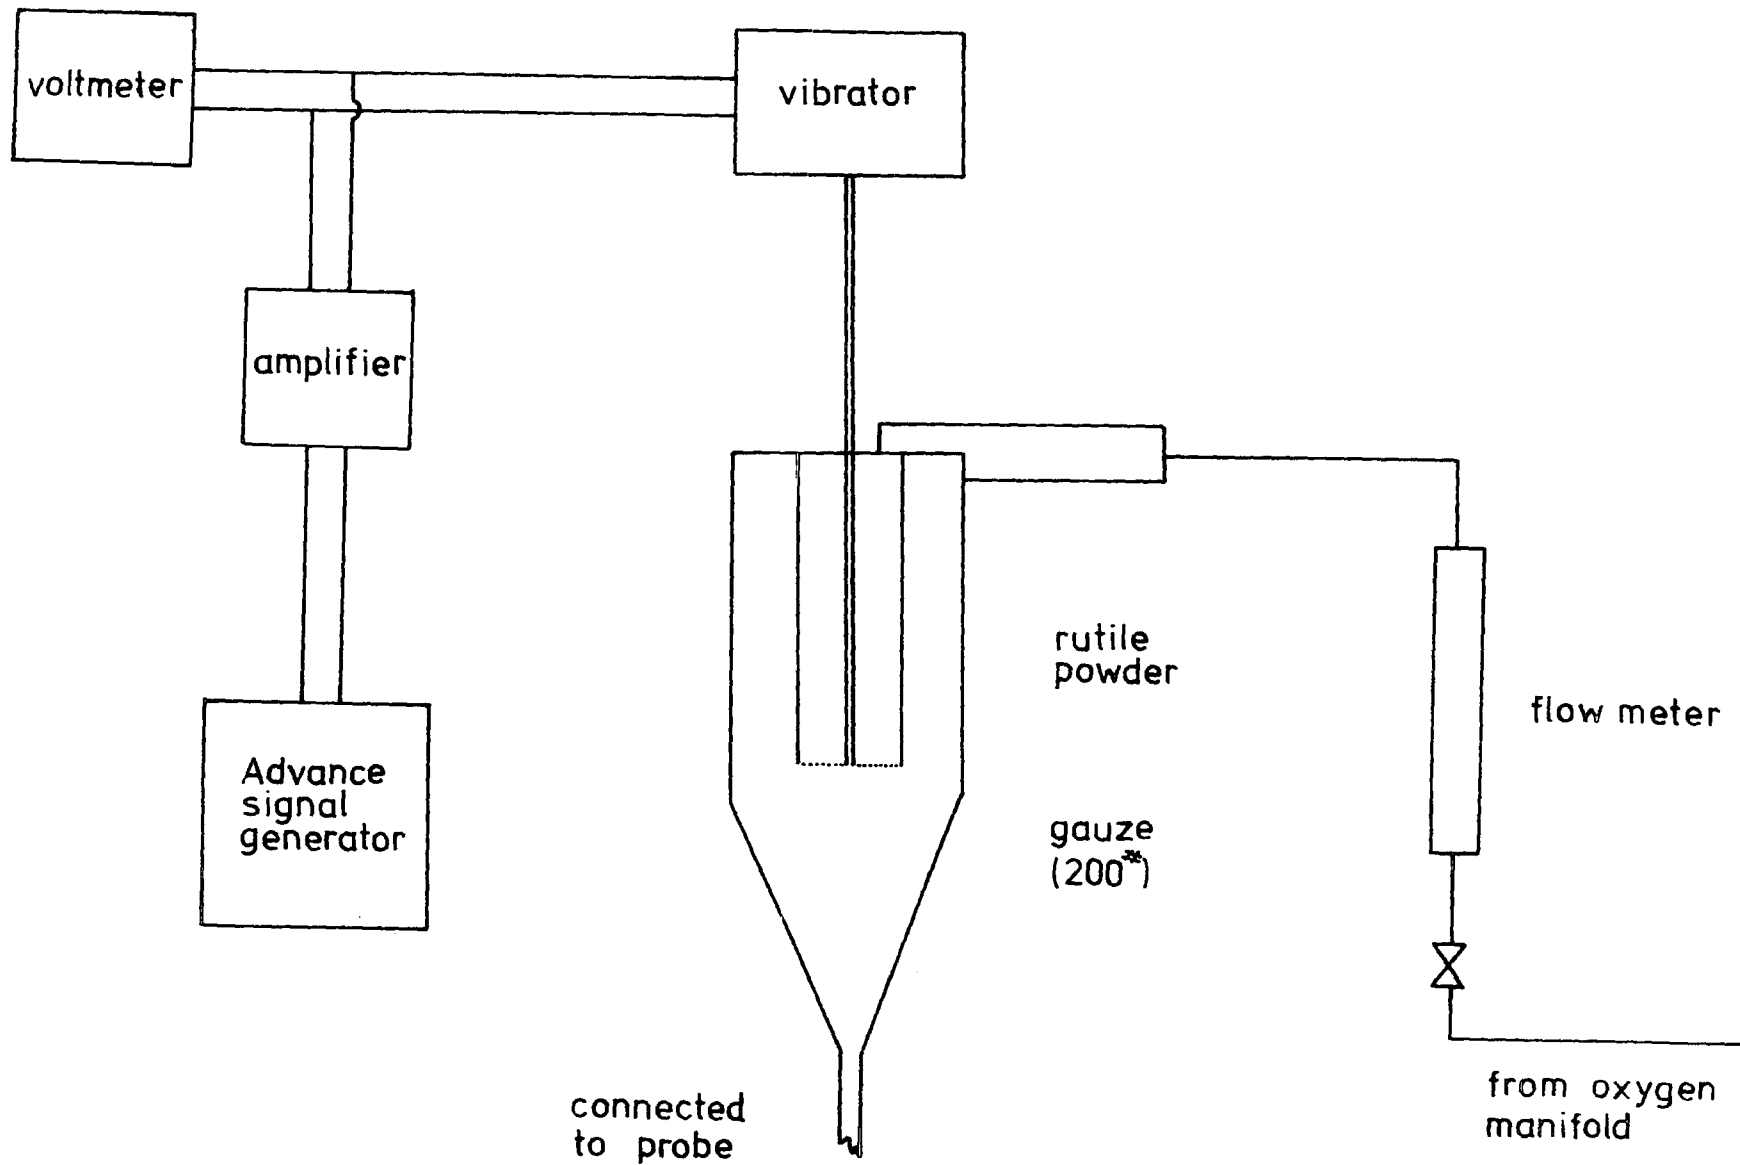 voltmeter
vibrator
amplifier
rutile
powder
flow meter
Advance
signal
generator
gauze
(200*)
from oxygen
manifold
connected
to probe